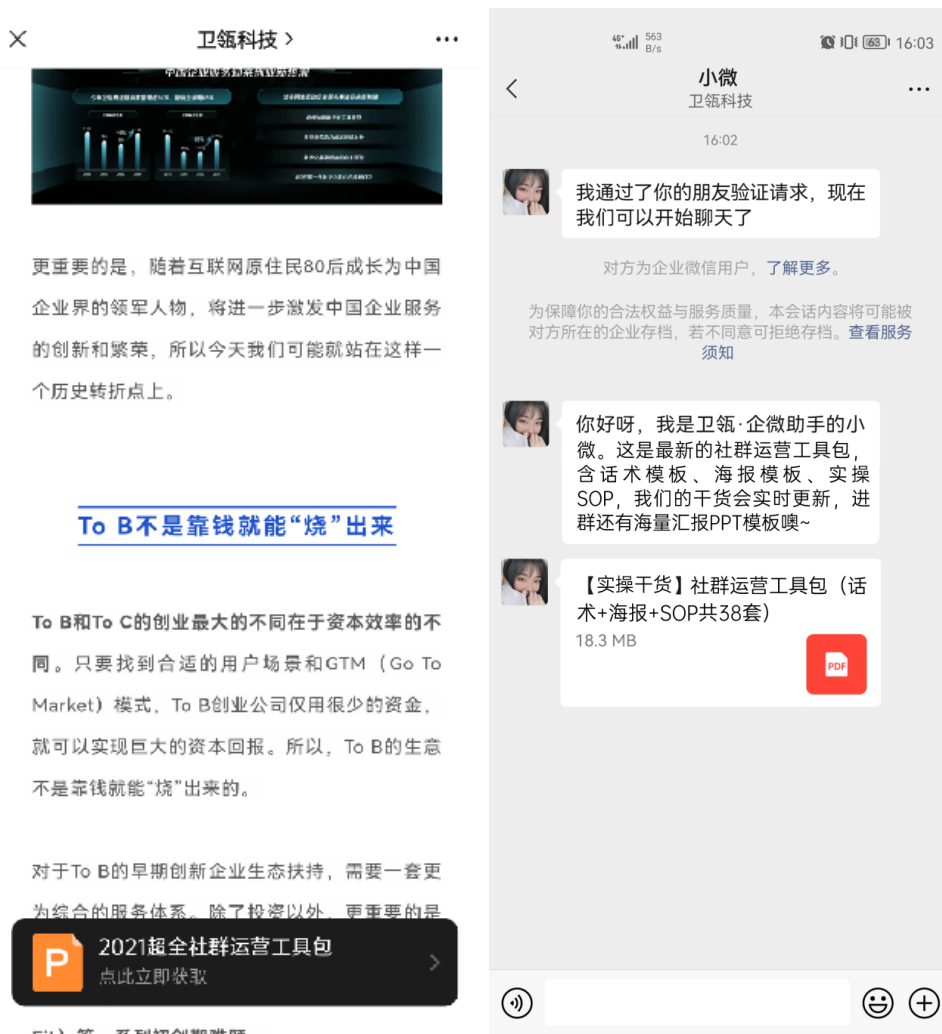 卫瓴科技
更重要的是，随着互联网原住民80后成长为中国
企业界的领军人物，将进一步激发中国企业服务
的创新和繁荣，所以今天我们可能就站在这样一
个历史转折点上。
To B不是靠钱就能“烧”出来
To B和To C的创业最大的不同在于资本效率的不
同。只要找到合适的用户场景和GTM（Go To
Market）模式，To B创业公司仅用很少的资金，
就可以实现巨大的资本回报。所以，To B的生意
不是靠钱就能“烧”出来的。
对于To B的早期创新企业生态扶持，需要一套更
为综合的服务体系。除了投资以外，更重要的是
P
2021超全社群运营工具包
点此立即获取
4G+
563
B/s
63
16:03
小微
卫瓴科技
16:02
我通过了你的朋友验证请求，现在
我们可以开始聊天了
对方为企业微信用户，了解更多。
为保障你的合法权益与服务质量，本会话内容将可能被
对方所在的企业存档，若不同意可拒绝存档。查看服务
须知
你好呀，我是卫瓴·企微助手的小
微。这是最新的社群运营工具包，
含话术模板、海报模板、实操
SOP，我们的干货会实时更新，进
群还有海量汇报PPT模板噢~
【实操干货】社群运营工具包（话
术+海报+SOP共38套）
18.3 MB
PDF